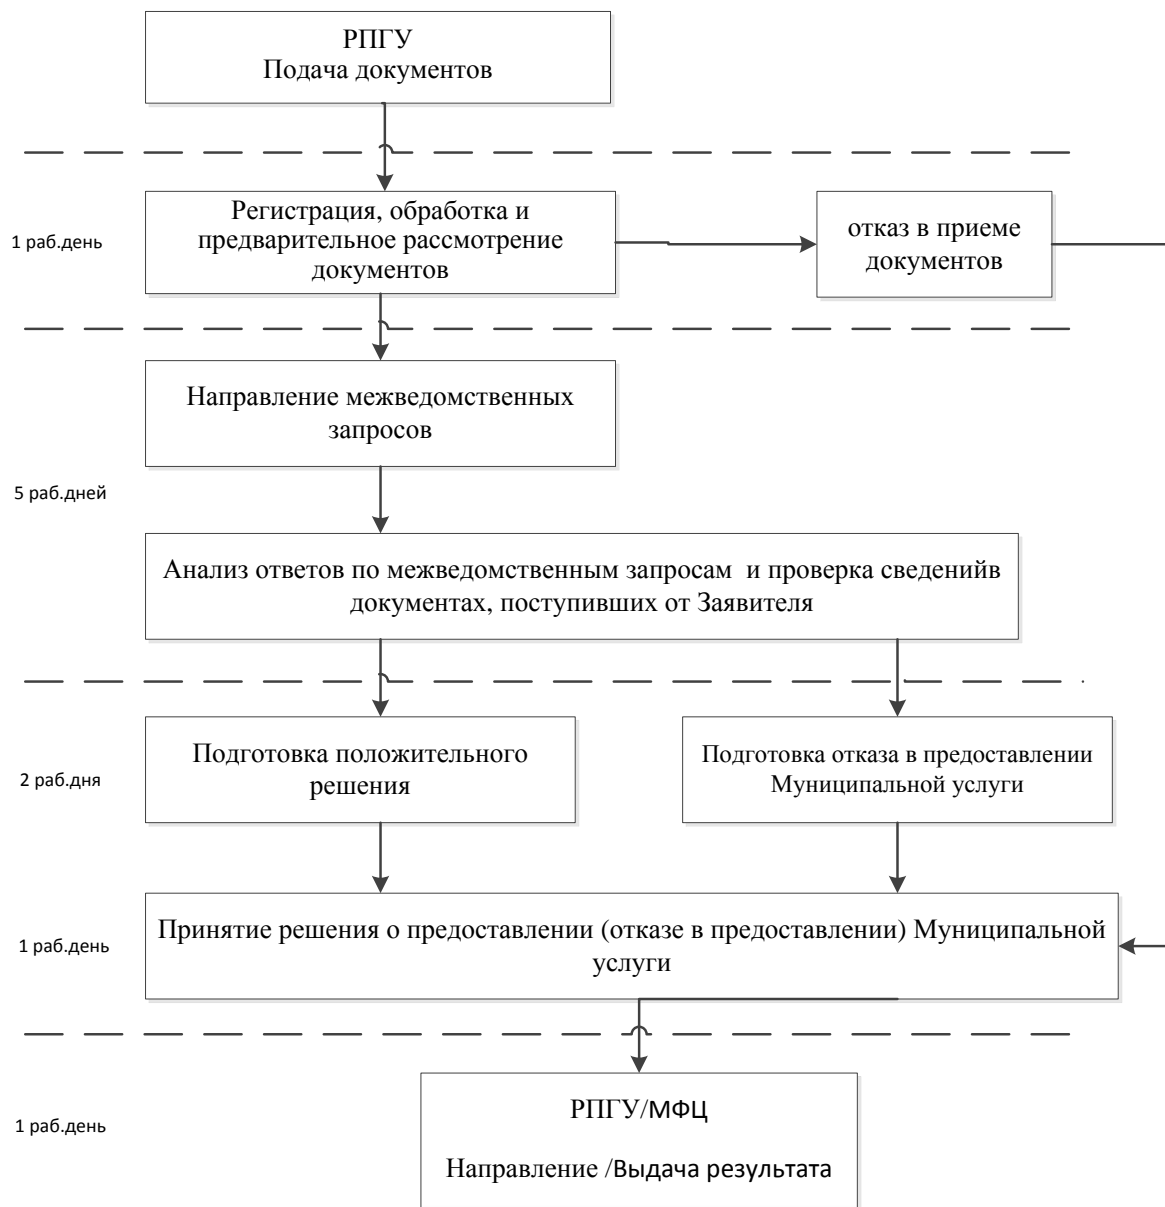 РПГУ
Подача документов
1 раб.день
Регистрация, обработка и
предварительное рассмотрение
документов
отказ в приеме
документов
Направление межведомственных
запросов
5 раб.дней
Анализ ответов по межведомственным запросам и проверка сведенийв
документах, поступивших от Заявителя
2 раб.дня
Подготовка положительного
решения
Подготовка отказа в предоставлении
Муниципальной услуги
1 раб.день
Принятие решения о предоставлении (отказе в предоставлении) Муниципальной
услуги
1 раб.день
РПГУ/МФЦ
Направление /Выдача результата